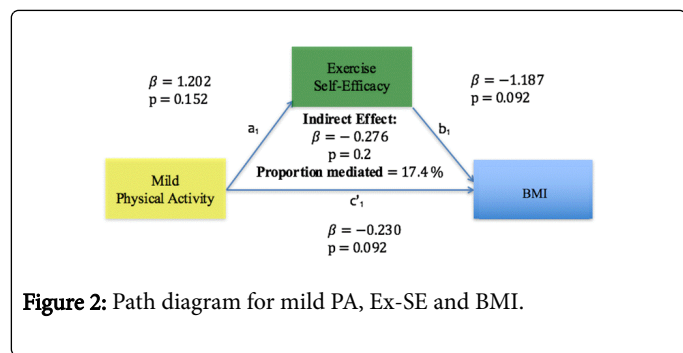 Exercise
Self-Efficacy
β = 1.202
p = 0.152
β = −1.187
p = 0.092
a₁
Indirect Effect:
β = − 0.276
p = 0.2
Proportion mediated = 17.4 %
b₁
Mild
Physical Activity
BMI
c'₁
β = −0.230
p = 0.092
Figure 2: Path diagram for mild PA, Ex-SE and BMI.